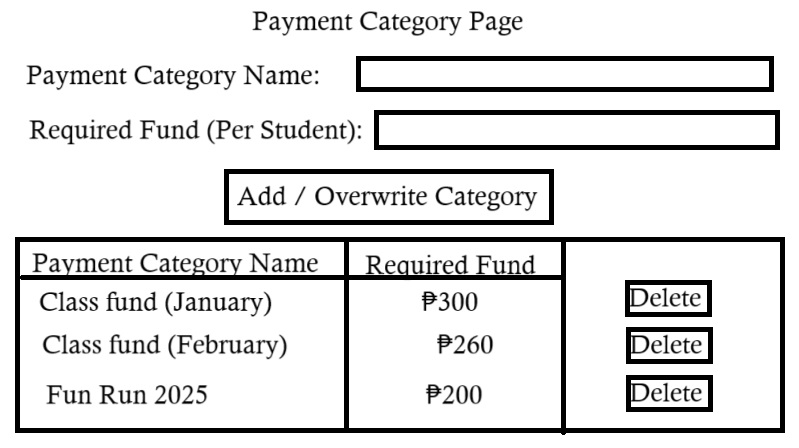 Payment Category Page
Payment Category Name:
Required Fund (Per Student):
Add / Overwrite Category
Payment Category Name Required Fund
Class fund (January) ₱300 Delete
Class fund (February) ₱260 Delete
Fun Run 2025 ₱200 Delete